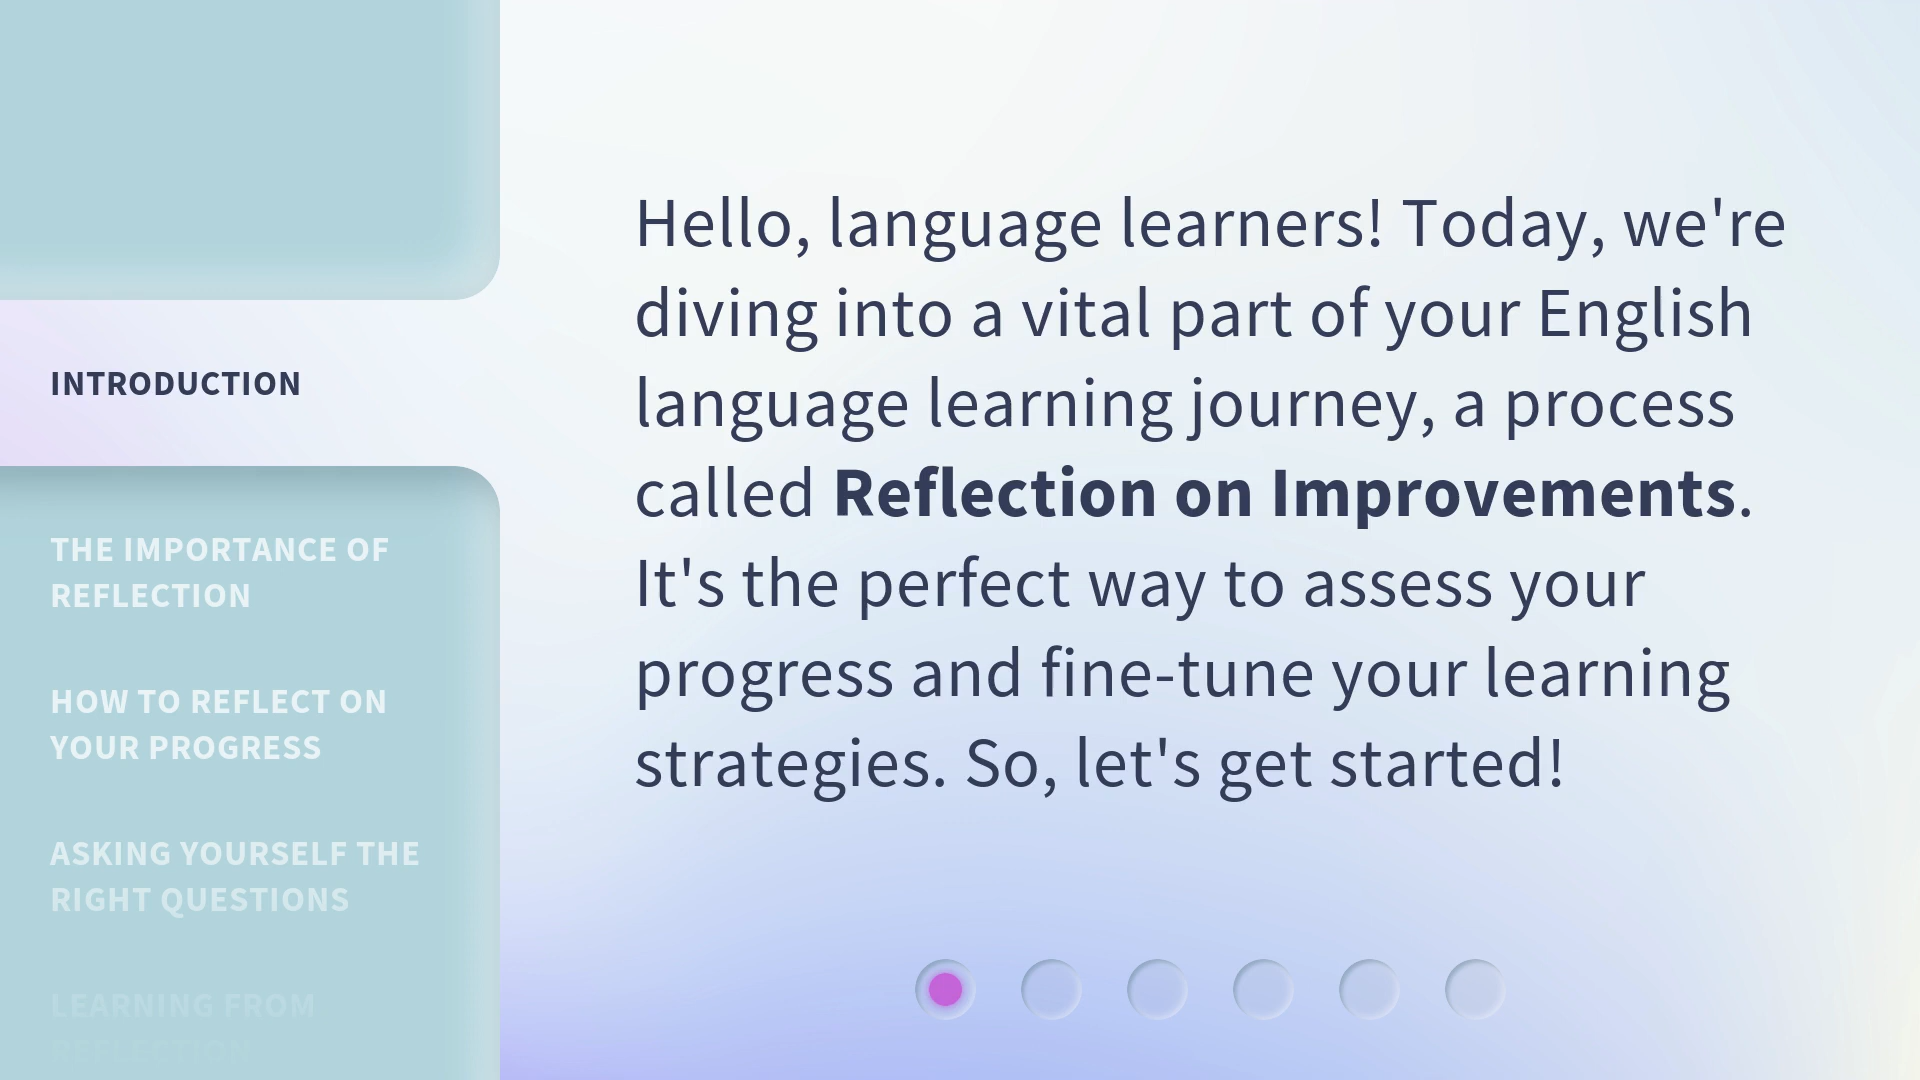 INTRODUCTION
THE IMPORTANCE OF
REFLECTION
HOW TO REFLECT ON
YOUR PROGRESS
ASKING YOURSELF THE
RIGHT QUESTIONS
LEARNING FROM
REFLECTION
Hello, language learners! Today, we're
diving into a vital part of your English
language learning journey, a process
called Reflection on Improvements.
It's the perfect way to assess your
progress and fine-tune your learning
strategies. So, let's get started!